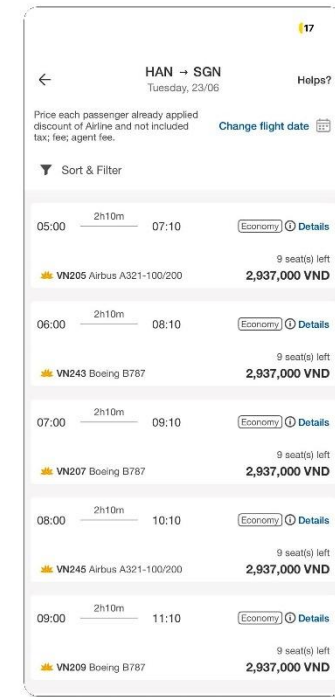 17
HAN → SGN
Tuesday, 23/06
Helps?
Price each passenger already applied
discount of Airline and not included
tax; fee; agent fee.
Change flight date
Sort & Filter
05:00 2h10m 07:10 Economy Details
9 seat(s) left
VN205 Airbus A321-100/200 2,937,000 VND
06:00 2h10m 08:10 Economy Details
9 seat(s) left
VN243 Boeing B787 2,937,000 VND
07:00 2h10m 09:10 Economy Details
9 seat(s) left
VN207 Boeing B787 2,937,000 VND
08:00 2h10m 10:10 Economy Details
9 seat(s) left
VN245 Airbus A321-100/200 2,937,000 VND
09:00 2h10m 11:10 Economy Details
9 seat(s) left
VN209 Boeing B787 2,937,000 VND